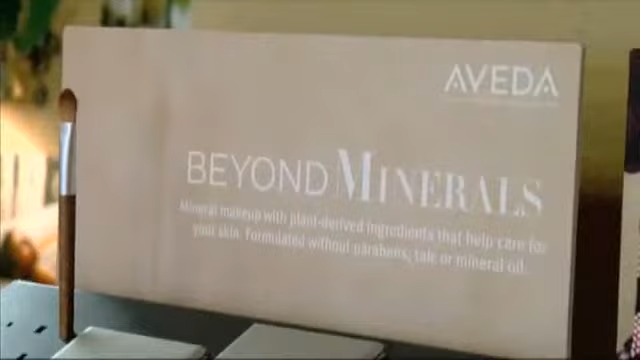 AVEDA
BEYOND MINERALS
Mineral makeup with plant-derived ingredients that help care for
your skin. Formulated without parabens, talc or mineral oil.